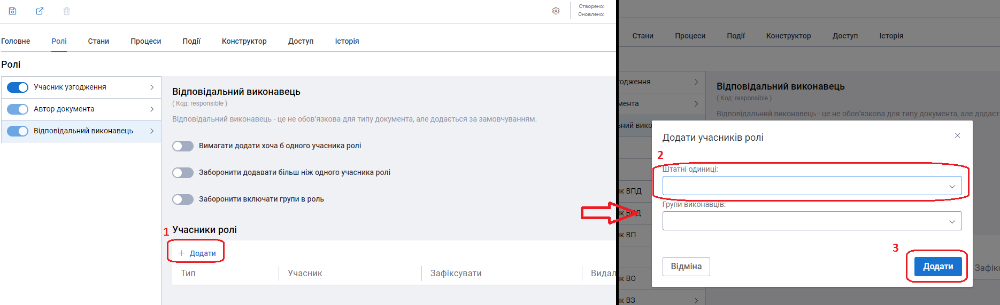 Створено:
Оновлено:
Головне Ролі Стани Процеси Події Конструктор Доступ Історія
Ролі
Учасник узгодження
Автор документа
Відповідальний виконавець
Відповідальний виконавець
( Код: responsible )
Відповідальний виконавець - це не обов'язкова для типу документа, але додається за замовчуванням.
Вимагати додати хоча б одного учасника ролі
Заборонити додавати більш ніж одного учасника ролі
Заборонити включати групи в роль
1 Учасники ролі
+ Додати
Тип Учасник Зафіксувати Видал
Стани Процеси Події Конструктор Доступ Історія
годження
мента
ьний вико
Відповідальний виконавець
( Код: responsible )
Відповідальний виконавець - це не обов'язкова для типу документа, але додаєт
Додати учасників ролі
2
Штатні одиниці:
Групи виконавців:
3
Відміна Додати
ик ВПД
ик ВП
ик ВО
ик ВЗ
Зафікс